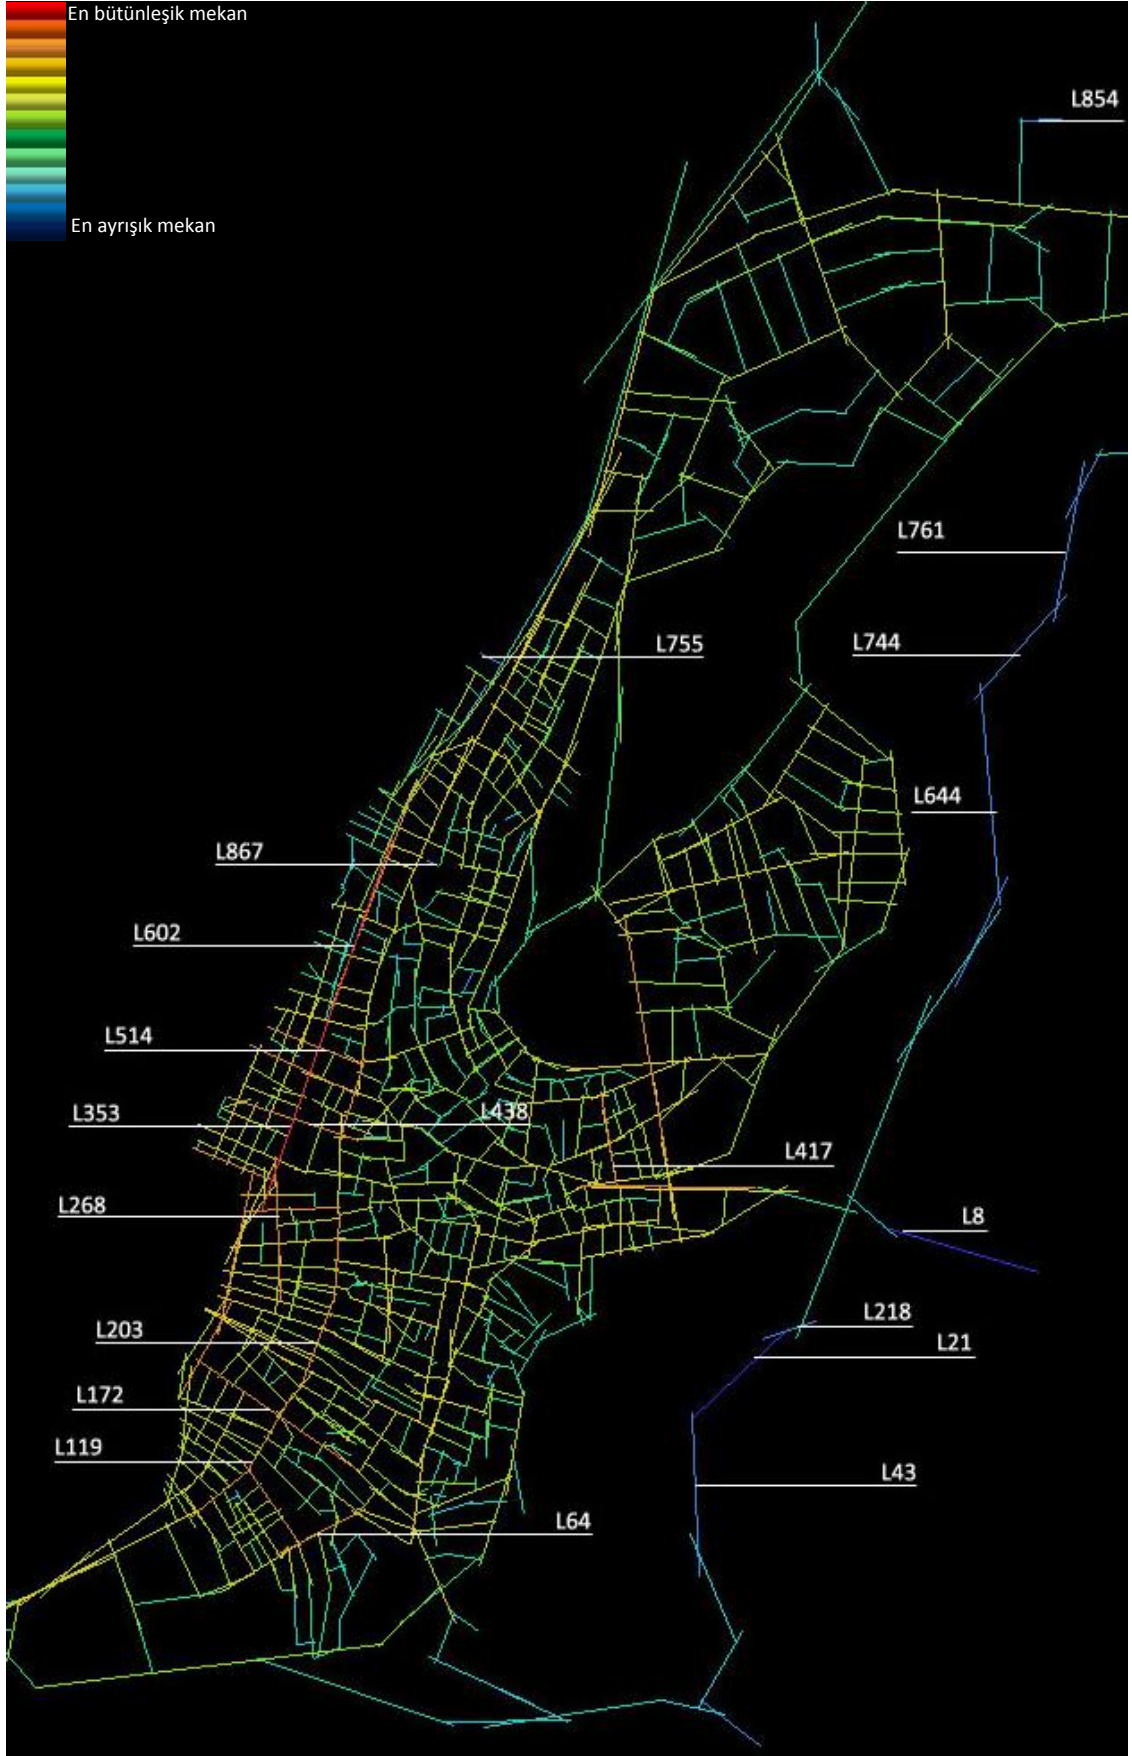 En bütünleşik mekan
L854
En ayrışık mekan
L761
L755
L744
L644
L867
L602
L514
L353
L438
L417
L268
L8
L218
L203
L21
L172
L119
L43
L64